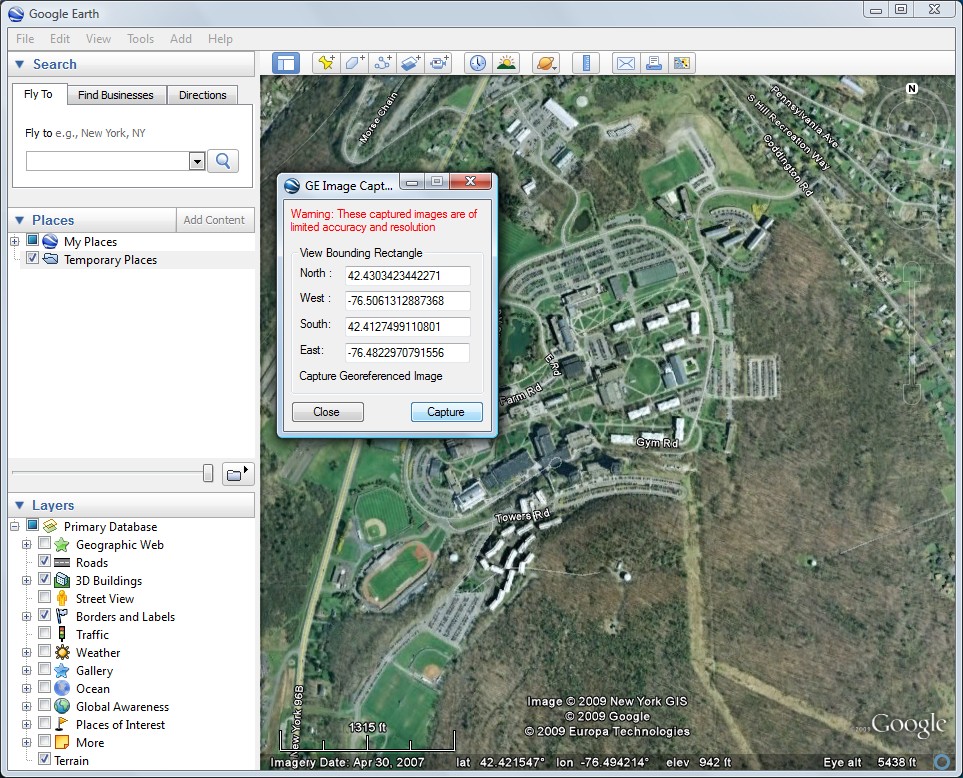 Google Earth
File Edit View Tools Add Help
Search
Fly To Find Businesses Directions
Fly to e.g., New York, NY
Places Add Content
My Places
Temporary Places
Layers
Primary Database
Geographic Web
Roads
3D Buildings
Street View
Borders and Labels
Traffic
Weather
Gallery
Ocean
Global Awareness
Places of Interest
More
Terrain
GE Image Capt...
Warning: These captured images are of
limited accuracy and resolution
View Bounding Rectangle
North : 42.4303423442271
West : -76.5061312887368
South: 42.4127499110801
East: -76.4822970791556
Capture Georeferenced Image
Close Capture
Morse Chain
Pennsylvania Ave
S Hill Recreation Way
Coddington Rd
N
E Rd
Farm Rd
Gym Rd
Towers Rd
New York 96B
1315 ft
Image © 2009 New York GIS
© 2009 Google
© 2009 Europa Technologies
©2009 Google
Imagery Date: Apr 30, 2007 lat 42.421547° lon -76.494214° elev 942 ft Eye alt 5438 ft